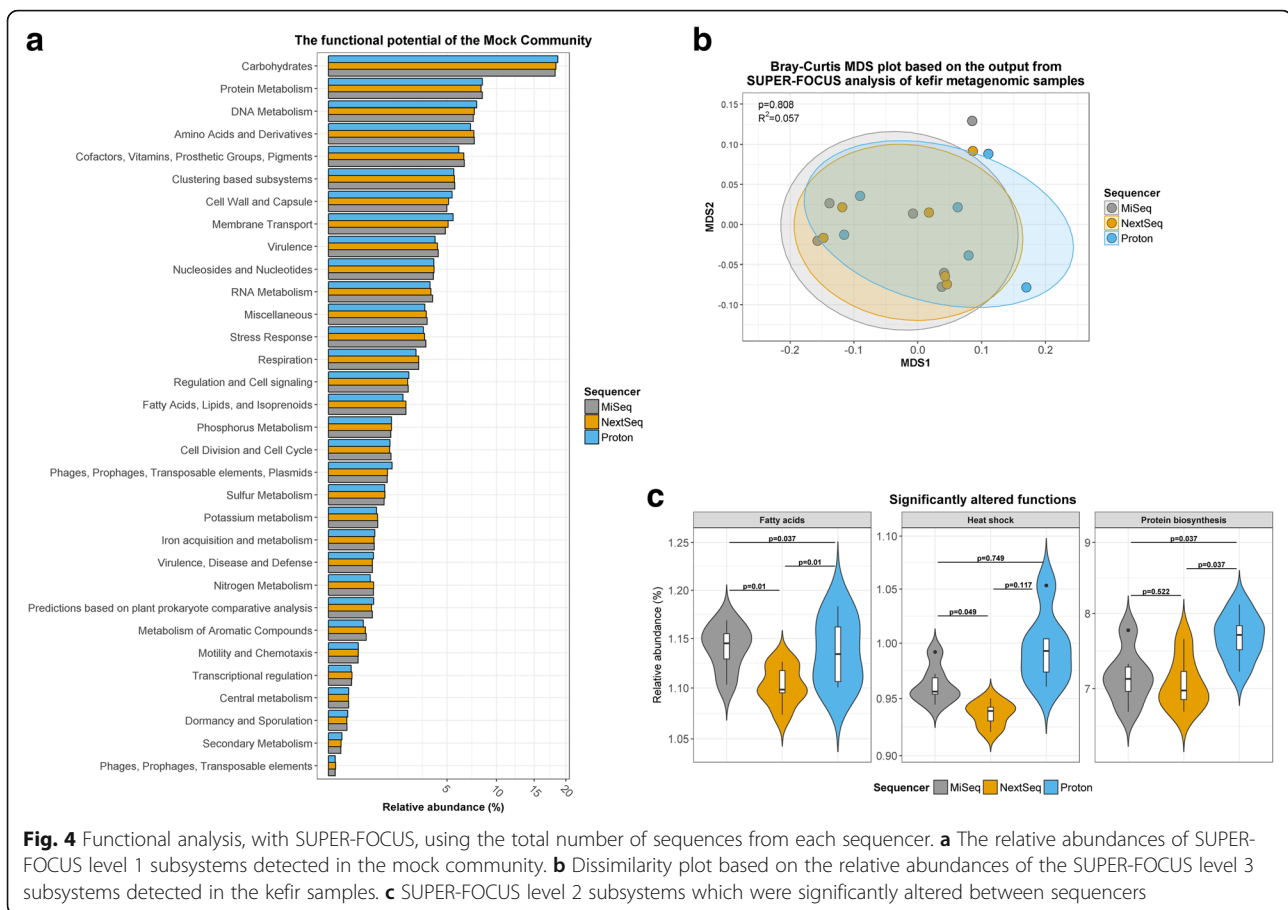 a
The functional potential of the Mock Community
Carbohydrates
Protein Metabolism
DNA Metabolism
Amino Acids and Derivatives
Cofactors, Vitamins, Prosthetic Groups, Pigments
Clustering based subsystems
Cell Wall and Capsule
Membrane Transport
Virulence
Nucleosides and Nucleotides
RNA Metabolism
Miscellaneous
Stress Response
Respiration
Regulation and Cell signaling
Fatty Acids, Lipids, and Isoprenoids
Phosphorus Metabolism
Cell Division and Cell Cycle
Phages, Prophages, Transposable elements, Plasmids
Sulfur Metabolism
Potassium metabolism
Iron acquisition and metabolism
Virulence, Disease and Defense
Nitrogen Metabolism
Predictions based on plant prokaryote comparative analysis
Metabolism of Aromatic Compounds
Motility and Chemotaxis
Transcriptional regulation
Central metabolism
Dormancy and Sporulation
Secondary Metabolism
Phages, Prophages, Transposable elements
5 10 15 20
Relative abundance (%)
Sequencer
MiSeq
NextSeq
Proton
b
Bray-Curtis MDS plot based on the output from
SUPER-FOCUS analysis of kefir metagenomic samples
p=0.808
R²=0.057
0.15
0.10
0.05
0.00
-0.05
-0.10
MDS2
-0.2 -0.1 0.0 0.1 0.2
MDS1
Sequencer
MiSeq
NextSeq
Proton
c
Significantly altered functions
Fatty acids Heat shock Protein biosynthesis
Relative abundance (%)
1.25
1.20
1.15
1.10
1.05
p=0.037
p=0.01
p=0.01
1.10
1.05
1.00
0.95
0.90
p=0.749
p=0.117
p=0.049
9
8
7
p=0.037
p=0.037
p=0.522
Sequencer MiSeq NextSeq Proton
Fig. 4 Functional analysis, with SUPER-FOCUS, using the total number of sequences from each sequencer. a The relative abundances of SUPER-
FOCUS level 1 subsystems detected in the mock community. b Dissimilarity plot based on the relative abundances of the SUPER-FOCUS level 3
subsystems detected in the kefir samples. c SUPER-FOCUS level 2 subsystems which were significantly altered between sequencers